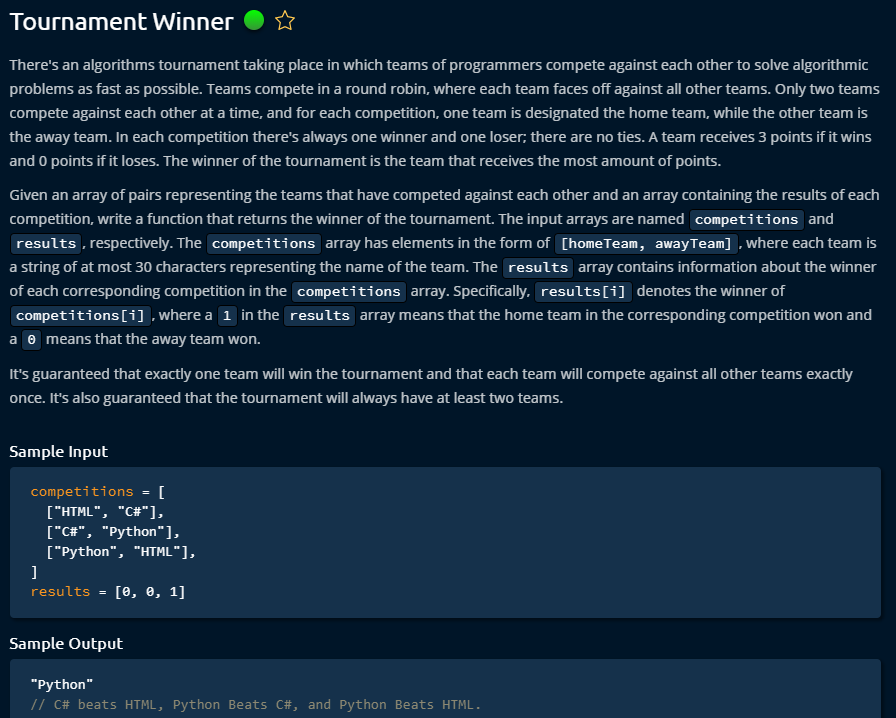 Tournament Winner
There's an algorithms tournament taking place in which teams of programmers compete against each other to solve algorithmic
problems as fast as possible. Teams compete in a round robin, where each team faces off against all other teams. Only two teams
compete against each other at a time, and for each competition, one team is designated the home team, while the other team is
the away team. In each competition there's always one winner and one loser; there are no ties. A team receives 3 points if it wins
and 0 points if it loses. The winner of the tournament is the team that receives the most amount of points.
Given an array of pairs representing the teams that have competed against each other and an array containing the results of each
competition, write a function that returns the winner of the tournament. The input arrays are named competitions and
results, respectively. The competitions array has elements in the form of [homeTeam, awayTeam], where each team is
a string of at most 30 characters representing the name of the team. The results array contains information about the winner
of each corresponding competition in the competitions array. Specifically, results[i] denotes the winner of
competitions[i], where a 1 in the results array means that the home team in the corresponding competition won and
a 0 means that the away team won.
It's guaranteed that exactly one team will win the tournament and that each team will compete against all other teams exactly
once. It's also guaranteed that the tournament will always have at least two teams.
Sample Input
competitions = [
["HTML", "C#"],
["C#", "Python"],
["Python", "HTML"],
]
results = [0, 0, 1]
Sample Output
"Python"
// C# beats HTML, Python Beats C#, and Python Beats HTML.